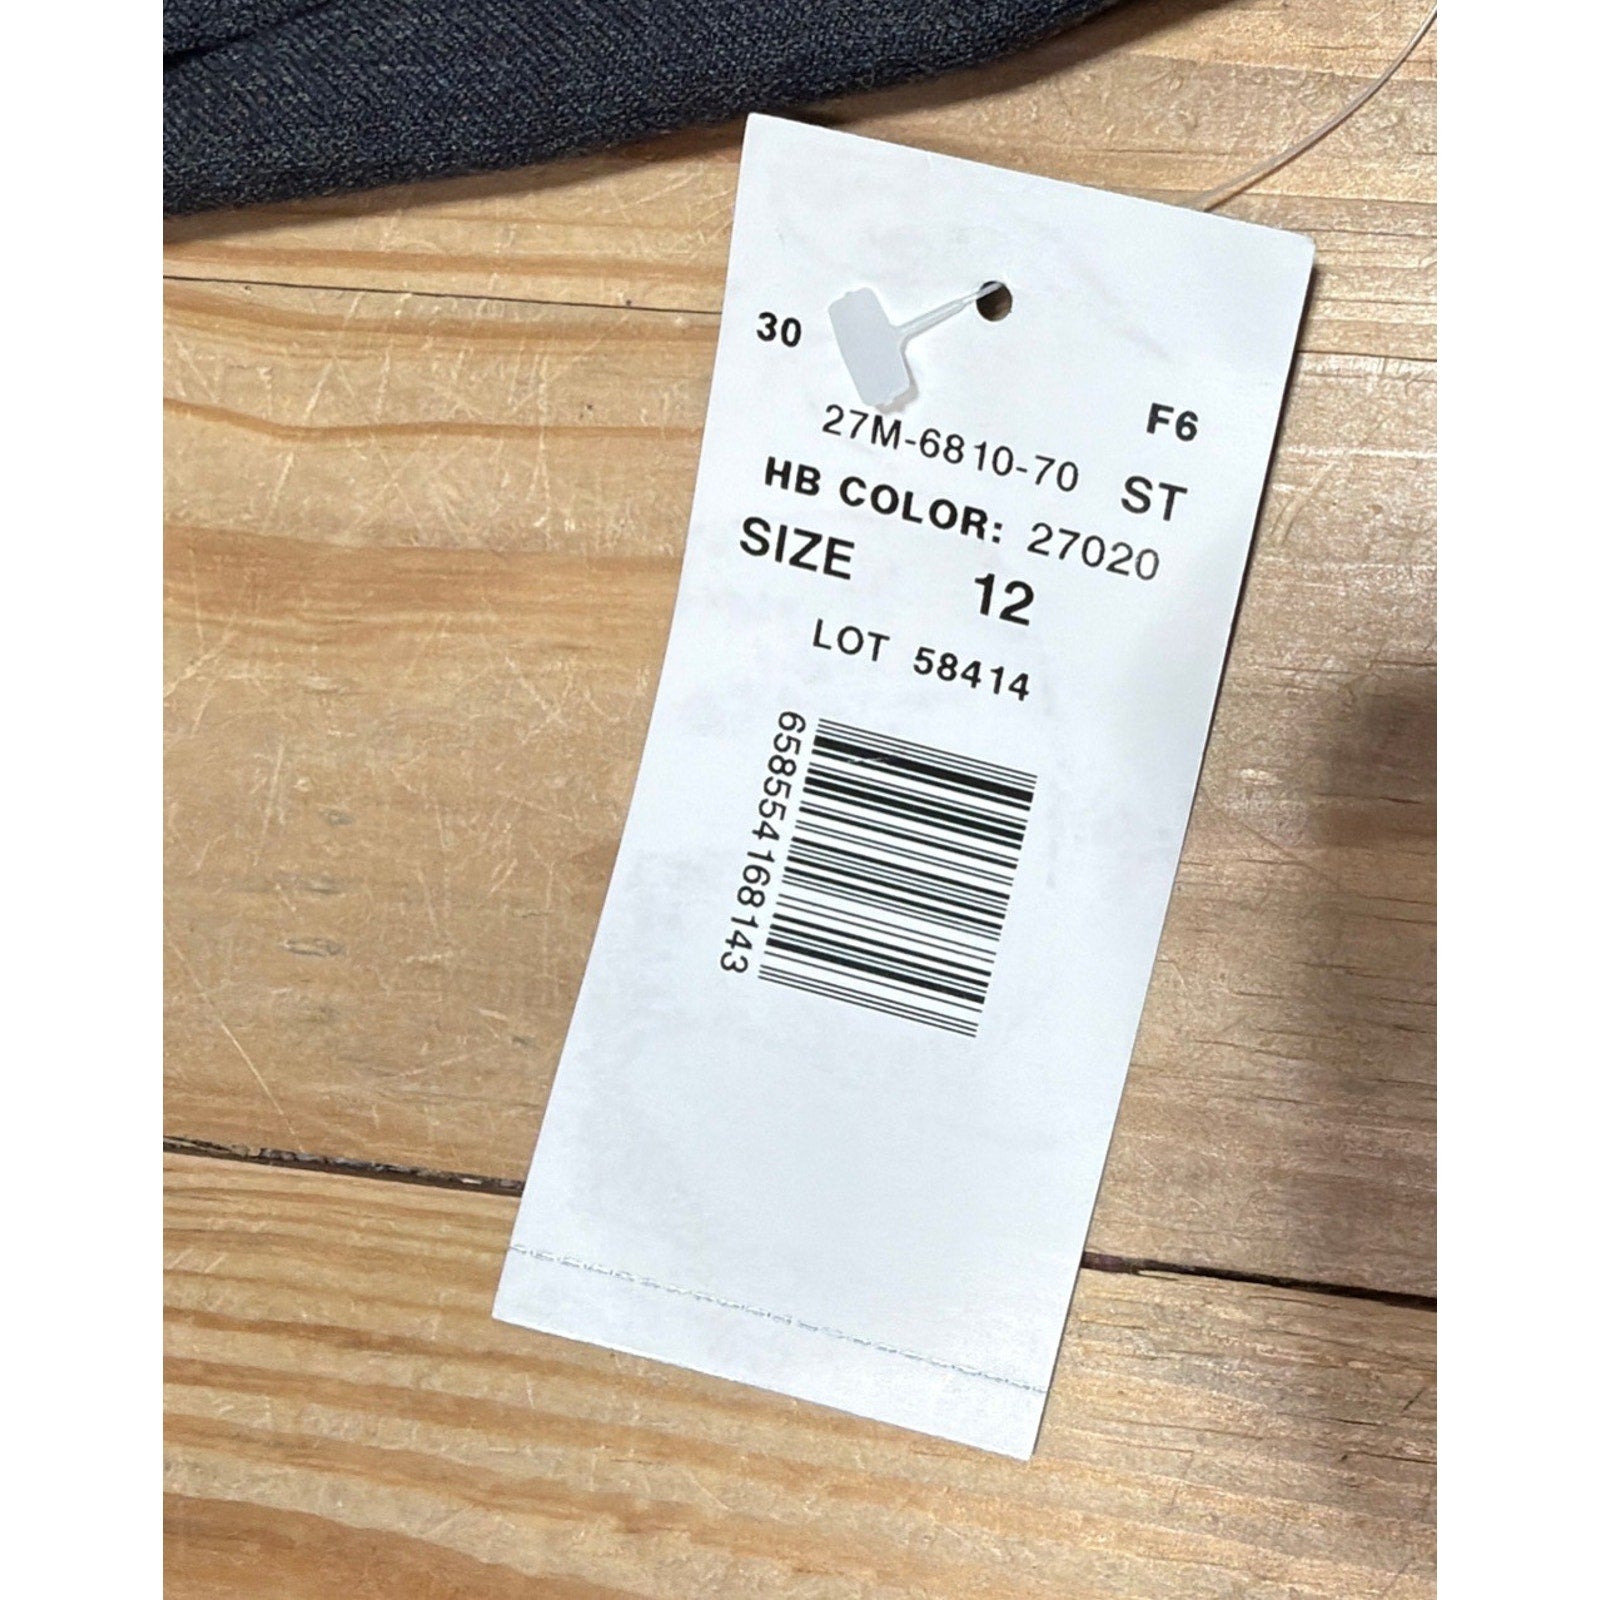 30
F6
27M-6810-70 ST
HB COLOR: 27020
SIZE 12
LOT 58414
658554168143